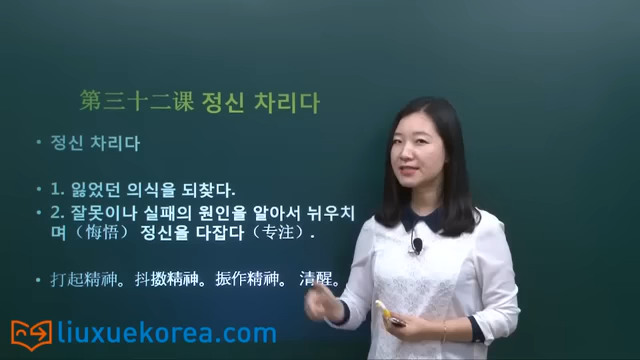 第三十二课 정신 차리다
• 정신 차리다
• 1. 잃었던 의식을 되찾다.
• 2. 잘못이나 실패의 원인을 알아서 뉘우치
며（悔悟） 정신을 다잡다（专注）.
• 打起精神。抖擞精神。振作精神。 清醒。
liuxuekorea.com